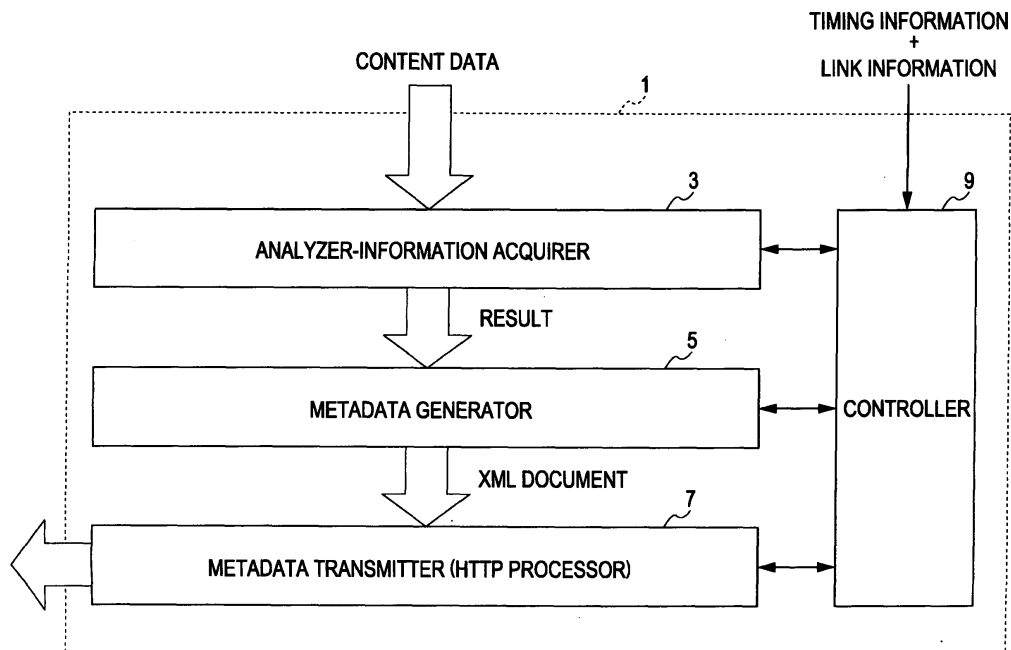 TIMING INFORMATION
+
LINK INFORMATION
CONTENT DATA
1
3
9
ANALYZER-INFORMATION ACQUIRER
RESULT
5
METADATA GENERATOR
CONTROLLER
XML DOCUMENT
7
METADATA TRANSMITTER (HTTP PROCESSOR)